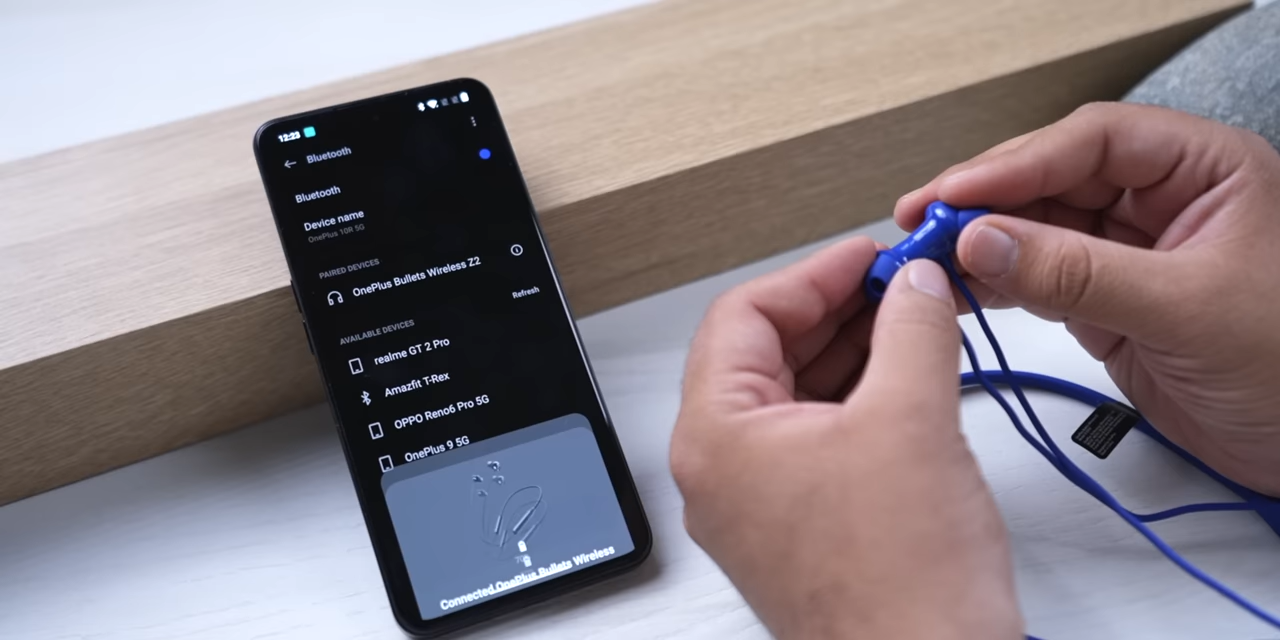 12:23
Bluetooth
Bluetooth
Device name
OnePlus 10R 5G
PAIRED DEVICES
OnePlus Bullets Wireless Z2
Refresh
AVAILABLE DEVICES
realme GT 2 Pro
Amazfit T-Rex
OPPO Reno6 Pro 5G
OnePlus 9 5G
Connected OnePlus Bullets Wireless